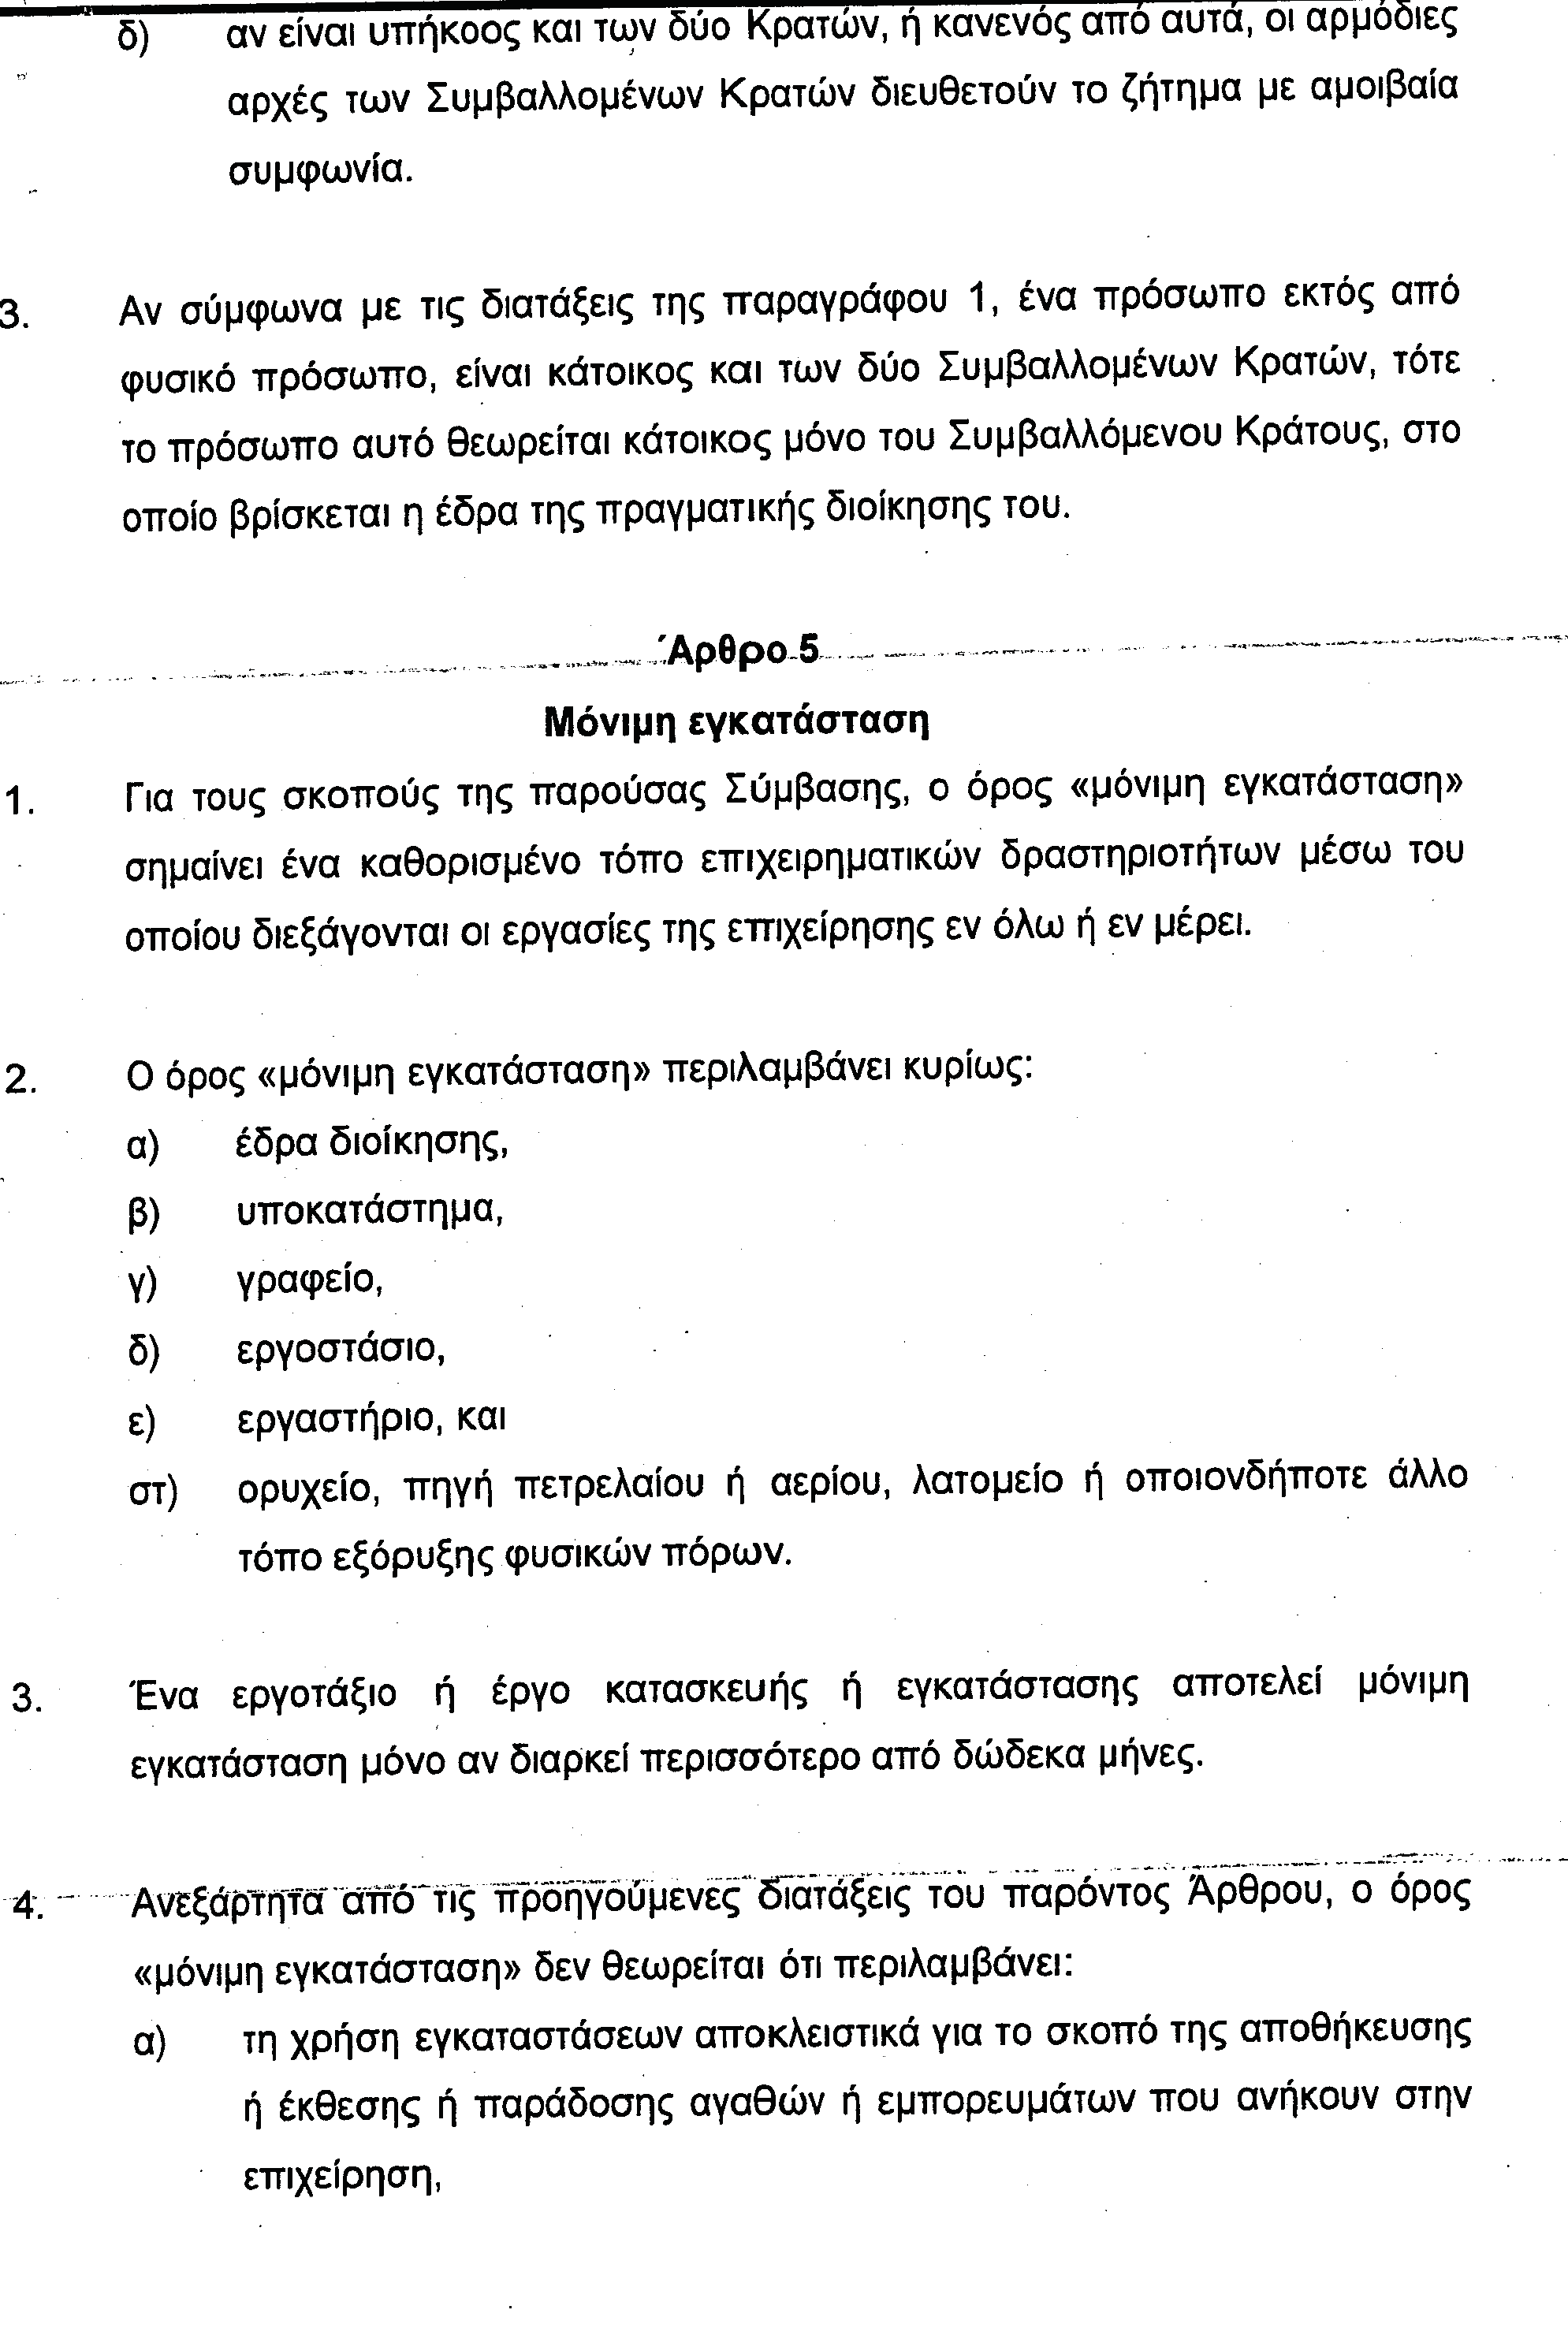 δ) αν είναι υπήκοος και των δύο Κρατών, ή κανενός από αυτά, οι αρμόδιες
αρχές των Συμβαλλομένων Κρατών διευθετούν το ζήτημα με αμοιβαία
συμφωνία.
3. Αν σύμφωνα με τις διατάξεις της παραγράφου 1, ένα πρόσωπο εκτός από
φυσικό πρόσωπο, είναι κάτοικος και των δύο Συμβαλλομένων Κρατών, τότε
το πρόσωπο αυτό θεωρείται κάτοικος μόνο του Συμβαλλόμενου Κράτους, στο
οποίο βρίσκεται η έδρα της πραγματικής διοίκησης του.
Άρθρο 5
Μόνιμη εγκατάσταση
1. Για τους σκοπούς της παρούσας Σύμβασης, ο όρος «μόνιμη εγκατάσταση»
σημαίνει ένα καθορισμένο τόπο επιχειρηματικών δραστηριοτήτων μέσω του
οποίου διεξάγονται οι εργασίες της επιχείρησης εν όλω ή εν μέρει.
2. Ο όρος «μόνιμη εγκατάσταση» περιλαμβάνει κυρίως:
α) έδρα διοίκησης,
β) υποκατάστημα,
γ) γραφείο,
δ) εργοστάσιο,
ε) εργαστήριο, και
στ) ορυχείο, πηγή πετρελαίου ή αερίου, λατομείο ή οποιονδήποτε άλλο
τόπο εξόρυξης φυσικών πόρων.
3. Ένα εργοτάξιο ή έργο κατασκευής ή εγκατάστασης αποτελεί μόνιμη
εγκατάσταση μόνο αν διαρκεί περισσότερο από δώδεκα μήνες.
4. Ανεξάρτητα από τις προηγούμενες διατάξεις του παρόντος Άρθρου, ο όρος
«μόνιμη εγκατάσταση» δεν θεωρείται ότι περιλαμβάνει:
α) τη χρήση εγκαταστάσεων αποκλειστικά για το σκοπό της αποθήκευσης
ή έκθεσης ή παράδοσης αγαθών ή εμπορευμάτων που ανήκουν στην
επιχείρηση,